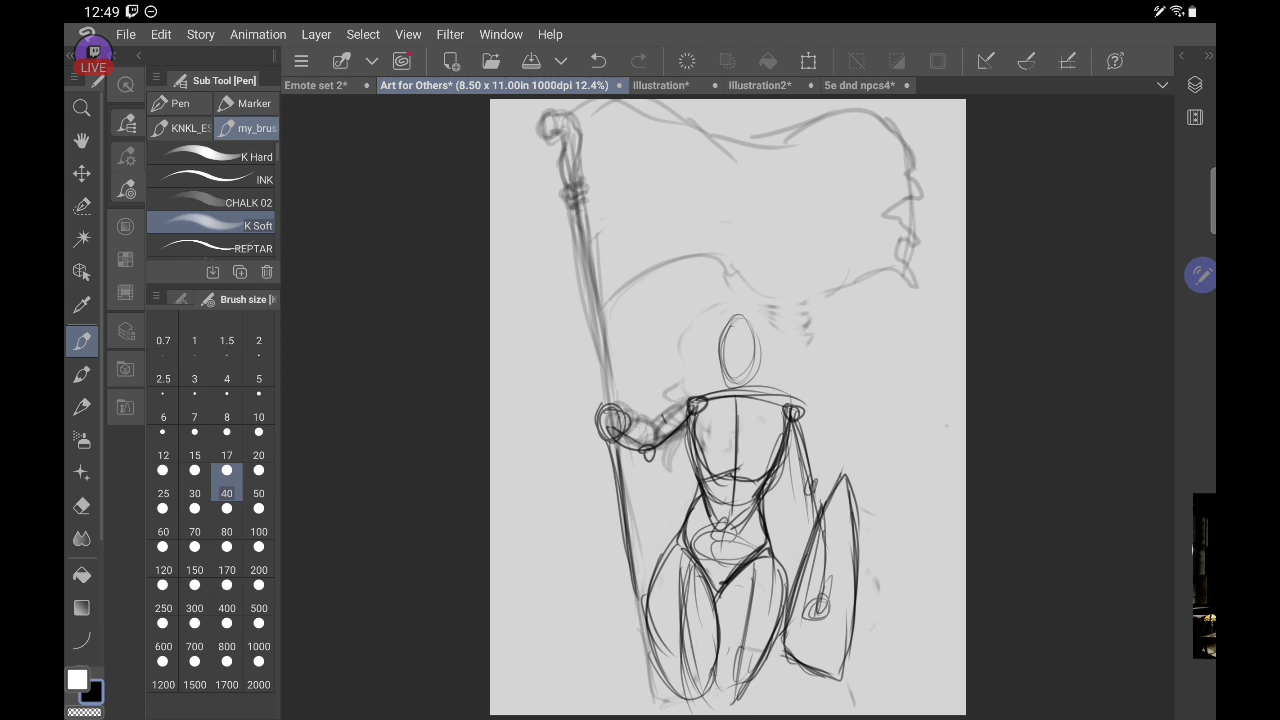 12:49
File Edit Story Animation Layer Select View Filter Window Help
LIVE
Sub Tool [Pen]
Emote set 2* Art for Others* (8.50 x 11.00in 1000dpi 12.4%) Illustration* Illustration2* 5e dnd npcs4*
Pen Marker
KNKL_ES my_brus
K Hard
INK
CHALK 02
K Soft
REPTAR
Brush size [K
0.7 1 1.5 2
2.5 3 4 5
6 7 8 10
12 15 17 20
25 30 40 50
60 70 80 100
120 150 170 200
250 300 400 500
600 700 800 1000
1200 1500 1700 2000